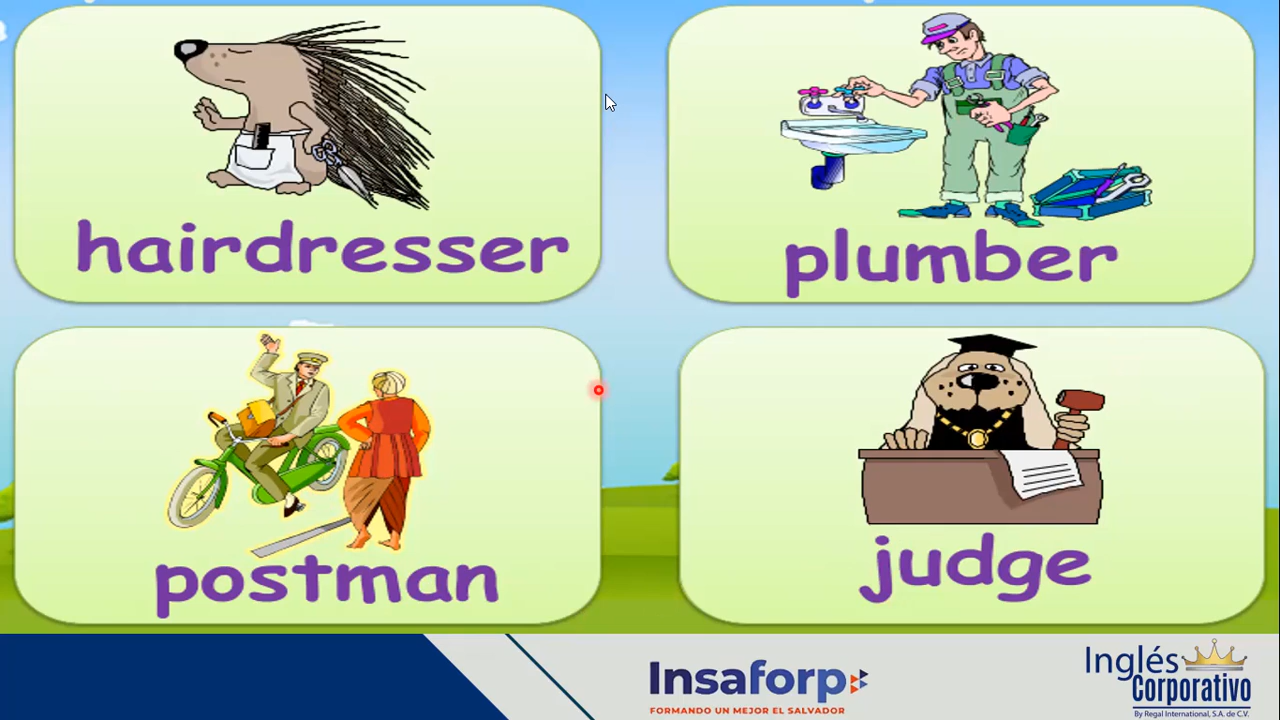 hairdresser
plumber
postman
judge
Insaforp
FORMANDO UN MEJOR EL SALVADOR
Inglés
Corporativo
By Regal International, S.A. de C.V.